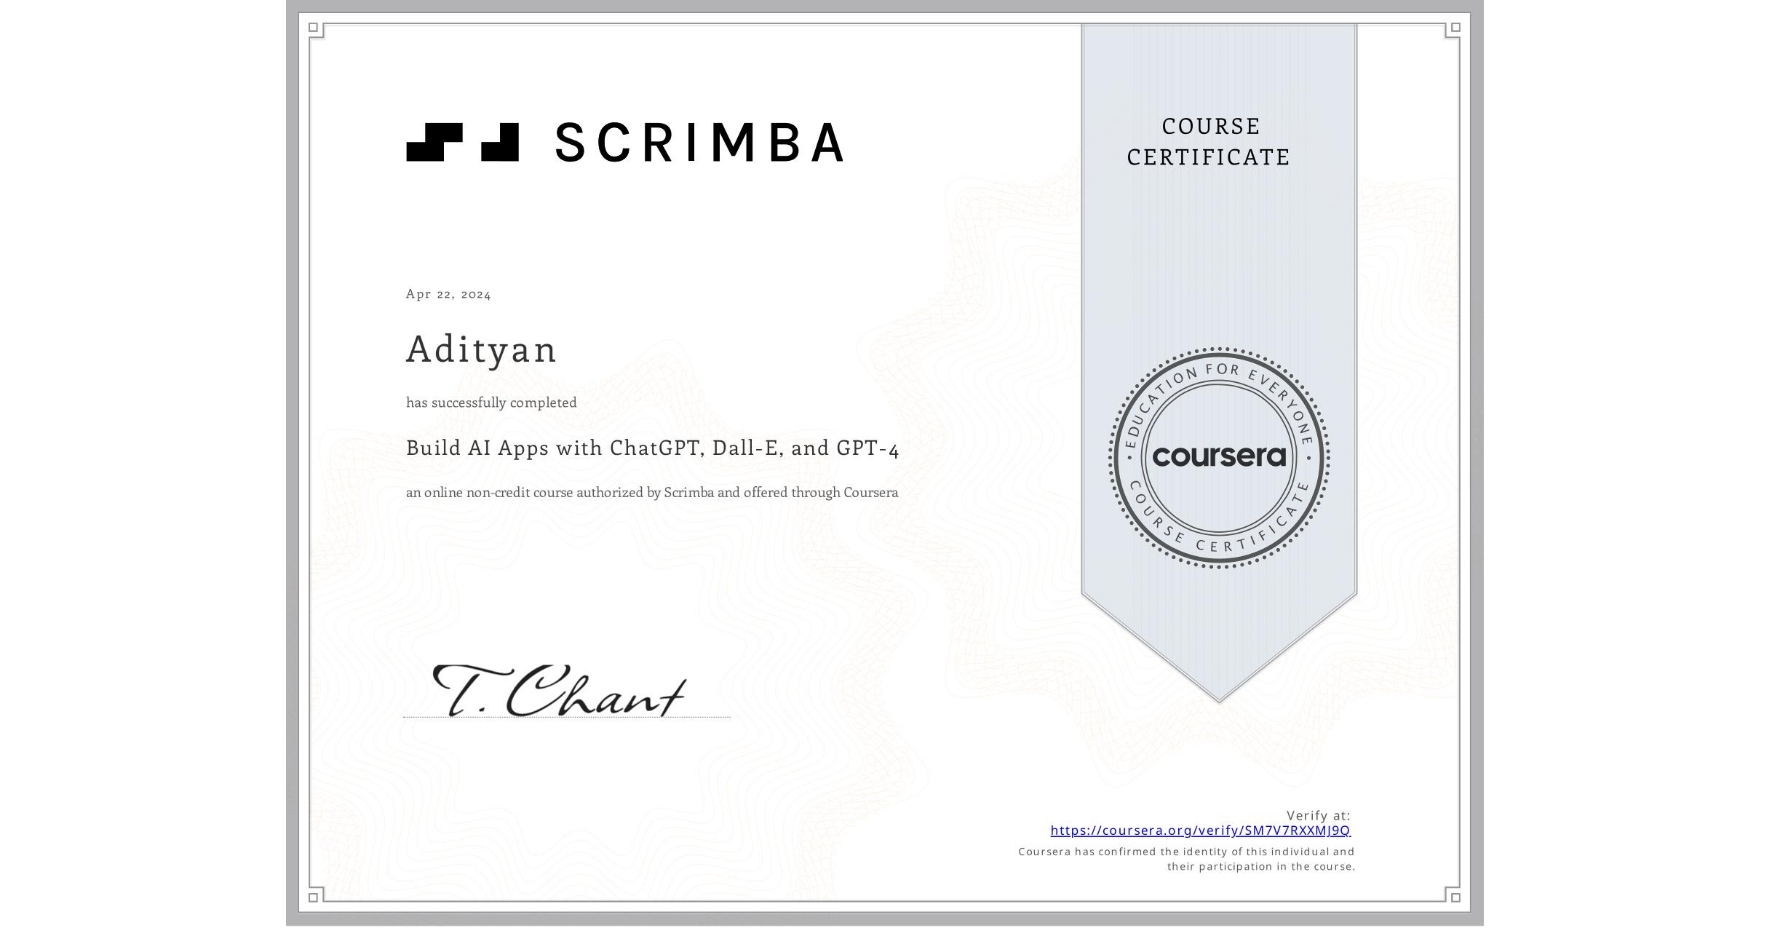 SCRIMBA
COURSE
CERTIFICATE
Apr 22, 2024
Adityan
has successfully completed
Build AI Apps with ChatGPT, Dall-E, and GPT-4
an online non-credit course authorized by Scrimba and offered through Coursera
EDUCATION FOR EVERYONE
coursera
COURSE CERTIFICATE
T. Chant
Verify at:
https://coursera.org/verify/SM7V7RXXMJ9Q
Coursera has confirmed the identity of this individual and
their participation in the course.